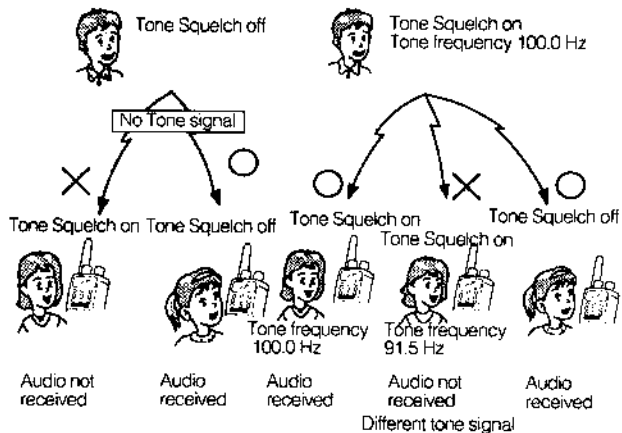 Tone Squelch off
Tone Squelch on
Tone frequency 100.0 Hz
No Tone signal
Tone Squelch on
Tone Squelch off
Tone Squelch on
Tone Squelch on
Tone Squelch off
Tone frequency
100.0 Hz
Tone frequency
91.5 Hz
Audio not
received
Audio
received
Audio
received
Audio not
received
Audio
received
Different tone signal